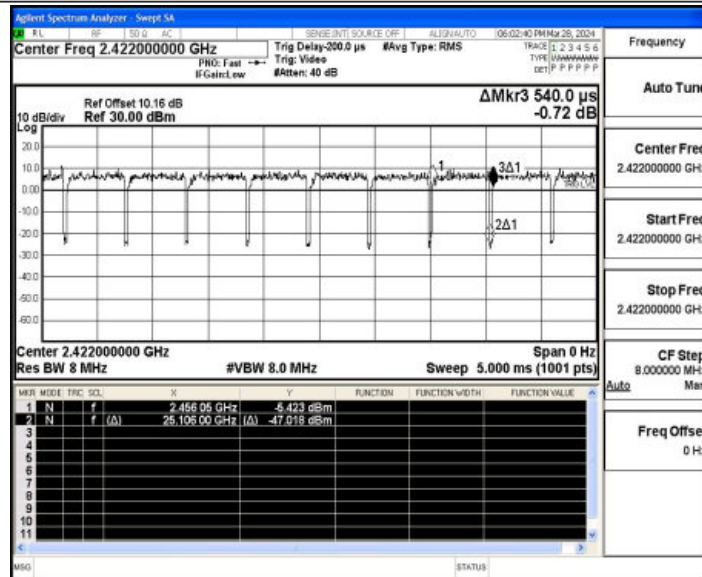 Agilent Spectrum Analyzer - Swept SA
RL RF 50 Ω AC SENSE:INT SOURCE OFF ALIGNAUTO 06:02:40 PM Mar 28, 2024
Center Freq 2.422000000 GHz
PNO: Fast
IFGain:Low
Trig Delay-200.0 µs
Trig: Video
#Atten: 40 dB
#Avg Type: RMS
TRACE 1 2 3 4 5 6
TYPE
DET P P P P P P
Ref Offset 10.16 dB
10 dB/div Ref 30.00 dBm
Log
ΔMkr3 540.0 µs
-0.72 dB
20.0
10.0
0.00
-10.0
-20.0
-30.0
-40.0
-50.0
-60.0
1
3Δ1
TRIG LVL
2Δ1
Center 2.422000000 GHz Span 0 Hz
Res BW 8 MHz #VBW 8.0 MHz Sweep 5.000 ms (1001 pts)
MKR MODE TRC SCL X Y FUNCTION FUNCTION WIDTH FUNCTION VALUE
1 N f 2.456 05 GHz -5.423 dBm
2 N f (Δ) 25.106 00 GHz (Δ) -47.018 dBm
3
4
5
6
7
8
9
10
11
MSG STATUS
Frequency
Auto Tune
Center Freq
2.422000000 GHz
Start Freq
2.422000000 GHz
Stop Freq
2.422000000 GHz
CF Step
8.000000 MHz
Auto Man
Freq Offset
0 Hz